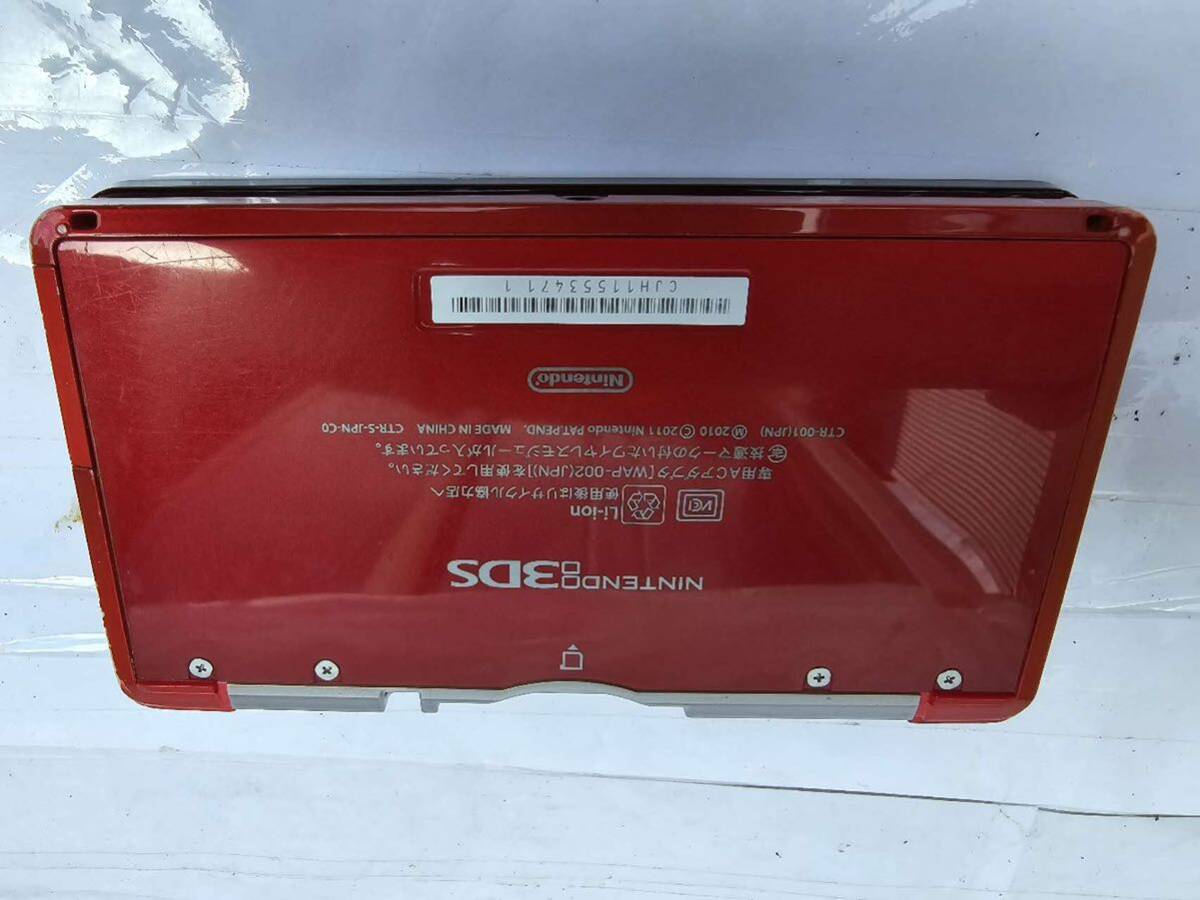 NINTENDO 3DS
VCI Li-ion 使用後はリサイクル協力店へ
専用ACアダプタ[WAP-002(JPN)]を使用してください。
技適マークの付いたワイヤレスモジュールが入っています。
CTR-001(JPN) Ⓜ 2010 © 2011 Nintendo PAT.PEND. MADE IN CHINA CTR-S-JPN-C0
Nintendo
CJH11553471 1